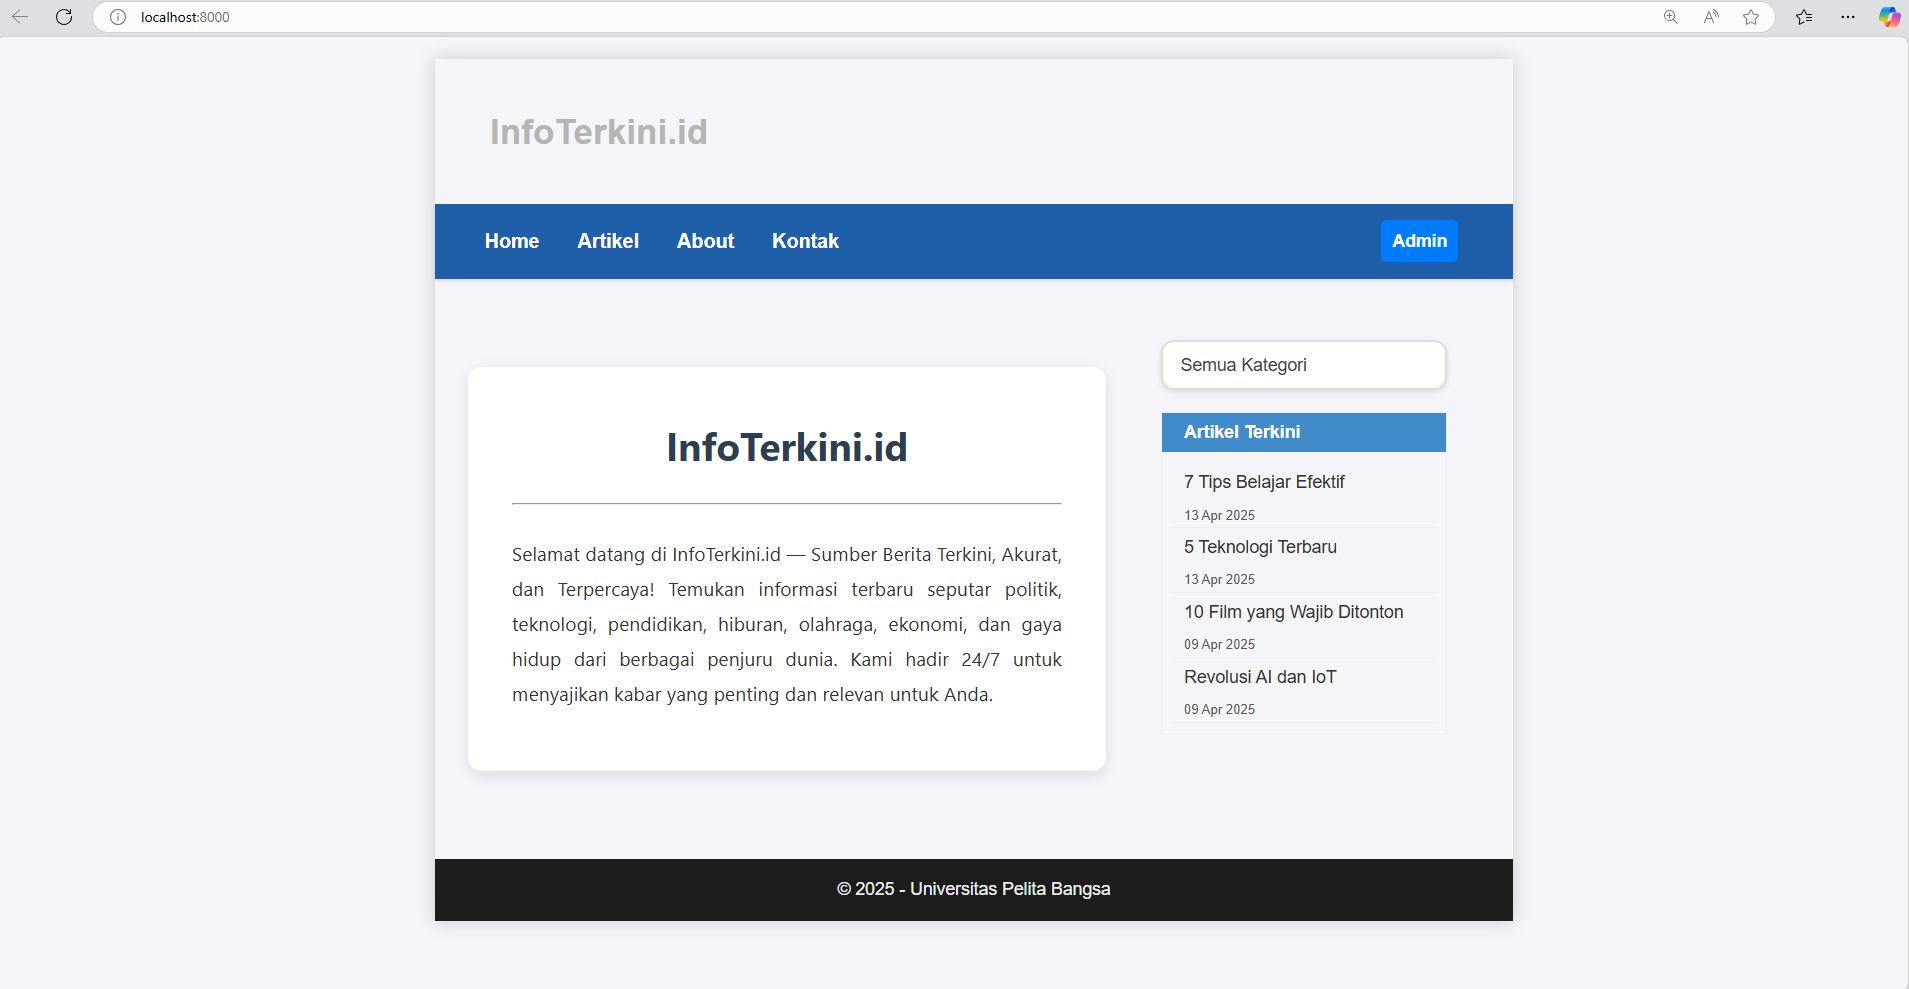 localhost:8000
InfoTerkini.id
Home Artikel About Kontak Admin
InfoTerkini.id
Selamat datang di InfoTerkini.id — Sumber Berita Terkini, Akurat,
dan Terpercaya! Temukan informasi terbaru seputar politik,
teknologi, pendidikan, hiburan, olahraga, ekonomi, dan gaya
hidup dari berbagai penjuru dunia. Kami hadir 24/7 untuk
menyajikan kabar yang penting dan relevan untuk Anda.
Semua Kategori
Artikel Terkini
7 Tips Belajar Efektif
13 Apr 2025
5 Teknologi Terbaru
13 Apr 2025
10 Film yang Wajib Ditonton
09 Apr 2025
Revolusi AI dan IoT
09 Apr 2025
© 2025 - Universitas Pelita Bangsa